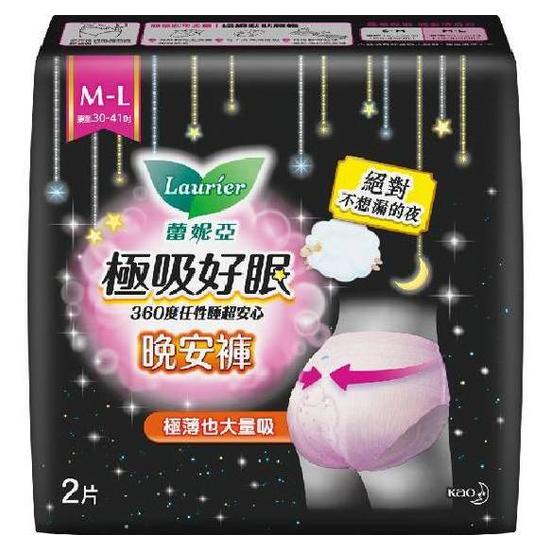 M-L
腰圍30-41吋
Laurier
蕾妮亞
極吸好眠
360度任性睡超安心
晚安褲
極薄也大量吸
絕對
不想漏的夜
2片
Kao